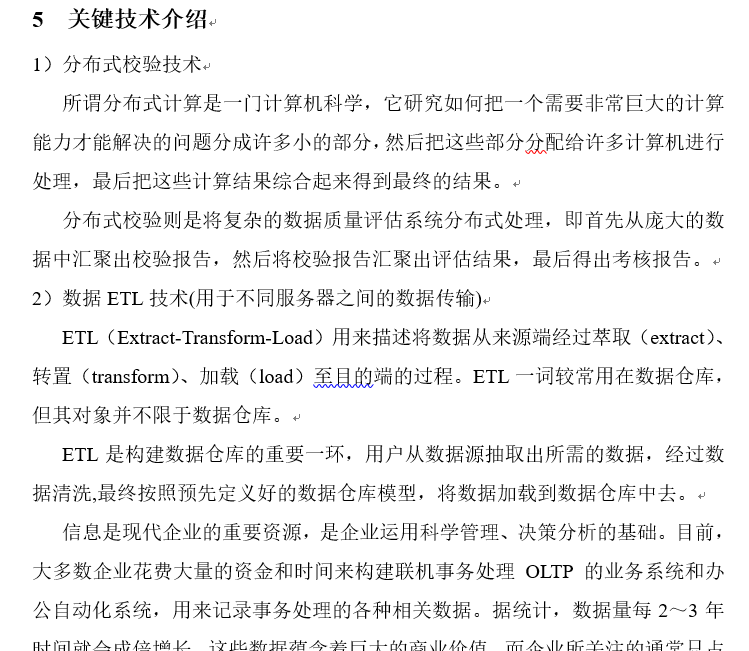 5 关键技术介绍
1）分布式校验技术
所谓分布式计算是一门计算机科学，它研究如何把一个需要非常巨大的计算
能力才能解决的问题分成许多小的部分，然后把这些部分分配给许多计算机进行
处理，最后把这些计算结果综合起来得到最终的结果。
分布式校验则是将复杂的数据质量评估系统分布式处理，即首先从庞大的数
据中汇聚出校验报告，然后将校验报告汇聚出评估结果，最后得出考核报告。
2）数据 ETL 技术(用于不同服务器之间的数据传输)
ETL（Extract-Transform-Load）用来描述将数据从来源端经过萃取（extract）、
转置（transform）、加载（load）至目的端的过程。ETL 一词较常用在数据仓库，
但其对象并不限于数据仓库。
ETL 是构建数据仓库的重要一环，用户从数据源抽取出所需的数据，经过数
据清洗,最终按照预先定义好的数据仓库模型，将数据加载到数据仓库中去。
信息是现代企业的重要资源，是企业运用科学管理、决策分析的基础。目前，
大多数企业花费大量的资金和时间来构建联机事务处理 OLTP 的业务系统和办
公自动化系统，用来记录事务处理的各种相关数据。据统计，数据量每 2～3 年
时间就会成倍增长，这些数据蕴含着巨大的商业价值，而企业所关注的通常只占